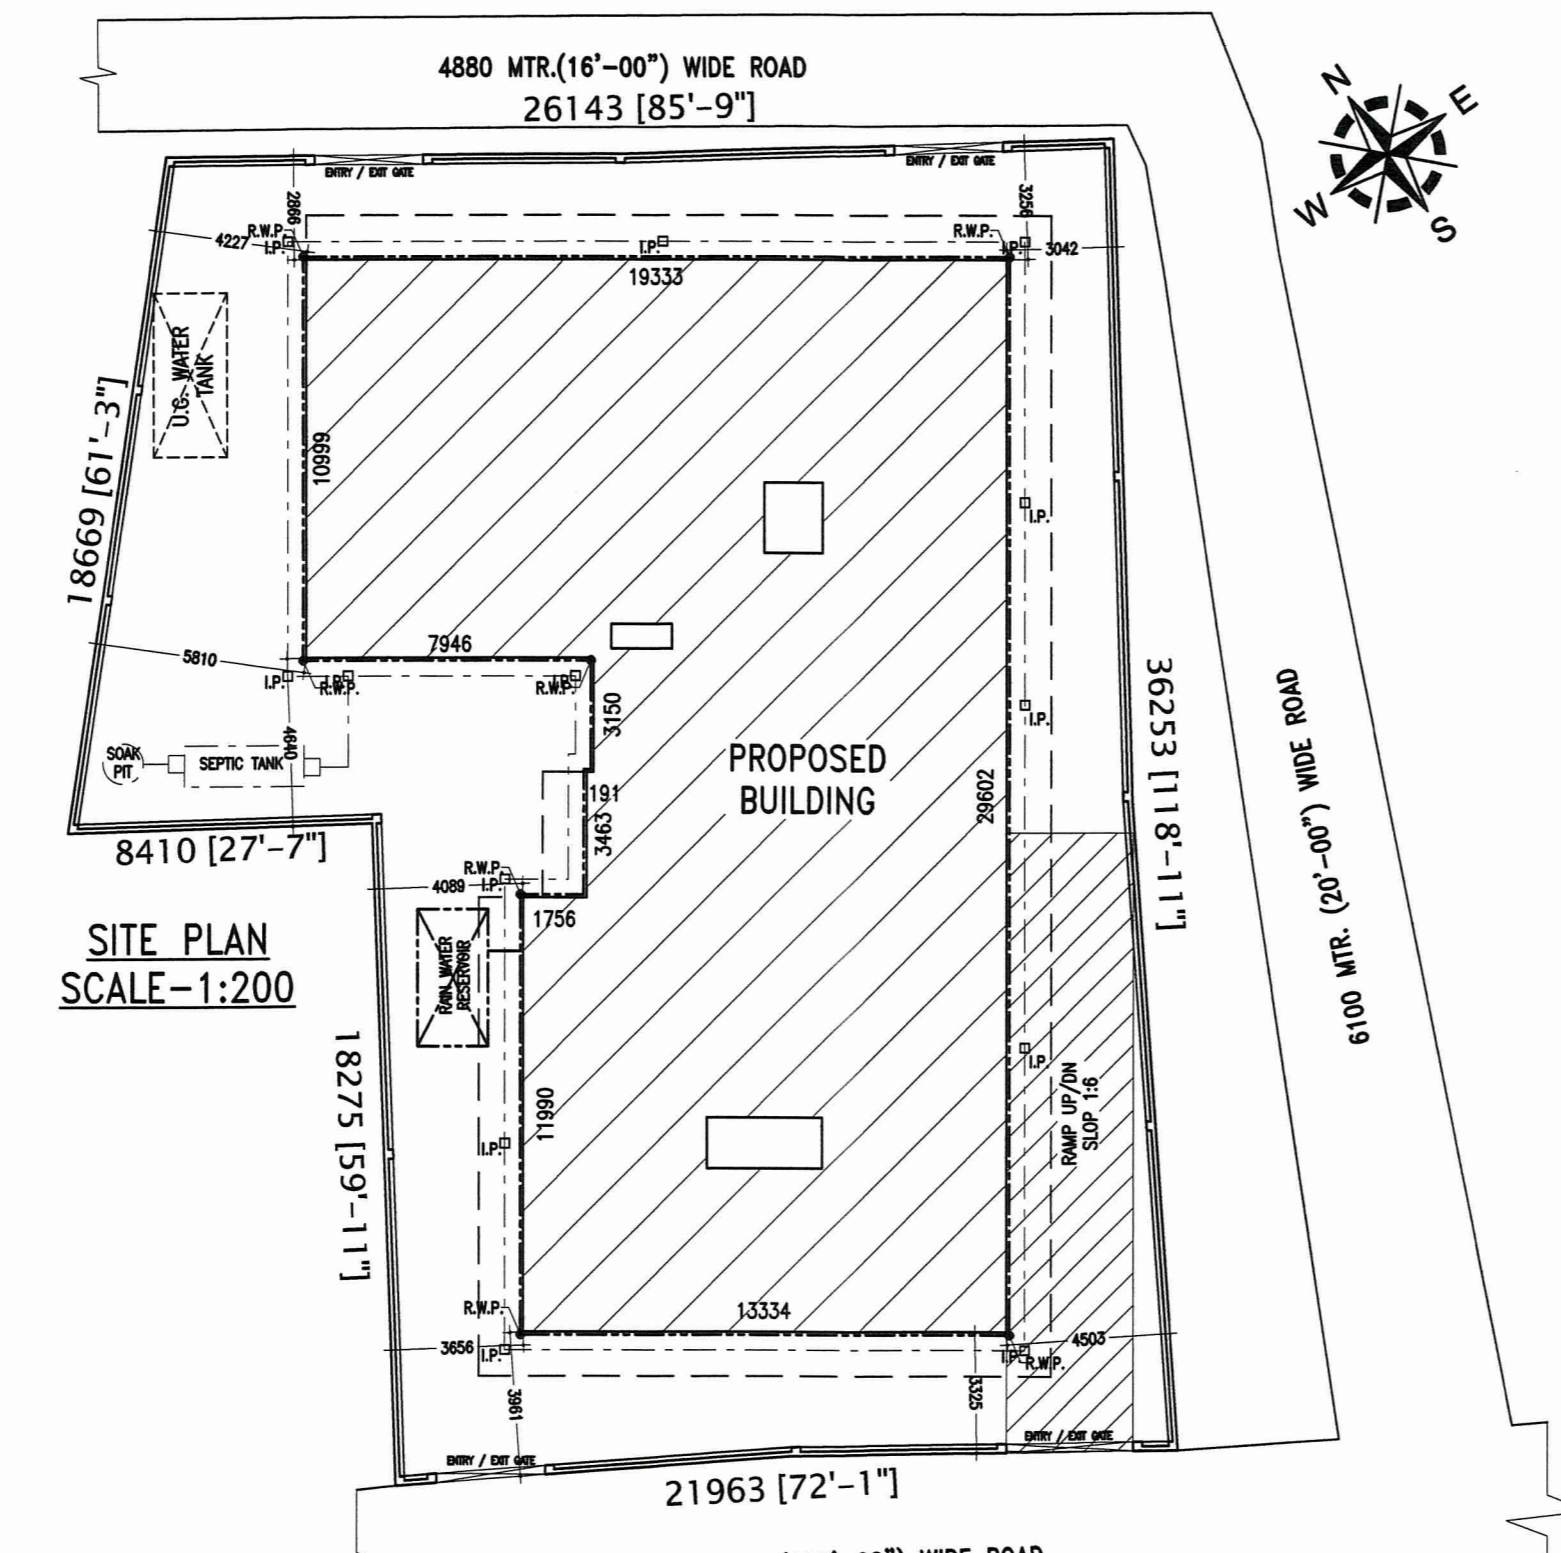 4880 MTR.(16'-00") WIDE ROAD
26143 [85'-9"]
N
E
W
S
ENTRY / EXIT GATE
ENTRY / EXIT GATE
2866
3256
R.W.P.
4227
I.P.
I.P.
R.W.P.
I.P.
3042
19333
U.G. WATER
TANK
10999
18669 [61'-3"]
I.P.
7946
5810
I.P.
I.P.
R.W.P.
I.P.
R.W.P.
3150
I.P.
36253 [118'-11"]
6100 MTR. (20'-00") WIDE ROAD
4640
SOAK
PIT
SEPTIC TANK
PROPOSED
BUILDING
191
3463
29602
8410 [27'-7"]
R.W.P.
4089
I.P.
1756
SITE PLAN
SCALE-1:200
RAIN WATER
RESERVOIR
18275 [59'-11"]
11990
I.P.
I.P.
RAMP UP/DN
SLOP 1:6
R.W.P.
13334
3656
I.P.
4503
I.P.
R.W.P.
3961
3325
ENTRY / EXIT GATE
ENTRY / EXIT GATE
21963 [72'-1"]
WIDE ROAD